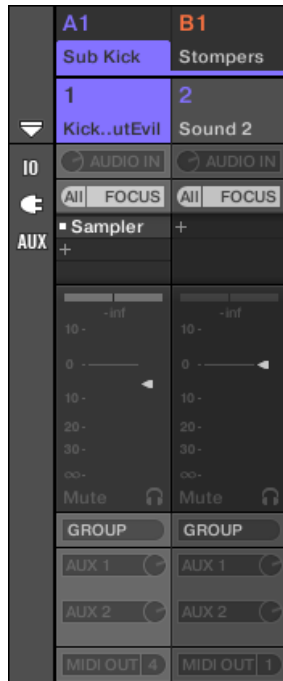 A1 B1
Sub Kick Stompers
1 2
Kick..utEvil Sound 2
IO AUDIO IN AUDIO IN
All FOCUS All FOCUS
Sampler +
AUX +
-inf -inf
10- 10-
0 - 0 -
10- 10-
20- 20-
30- 30-
∞- ∞-
Mute Mute
GROUP GROUP
AUX 1 AUX 1
AUX 2 AUX 2
MIDI OUT 4 MIDI OUT 1